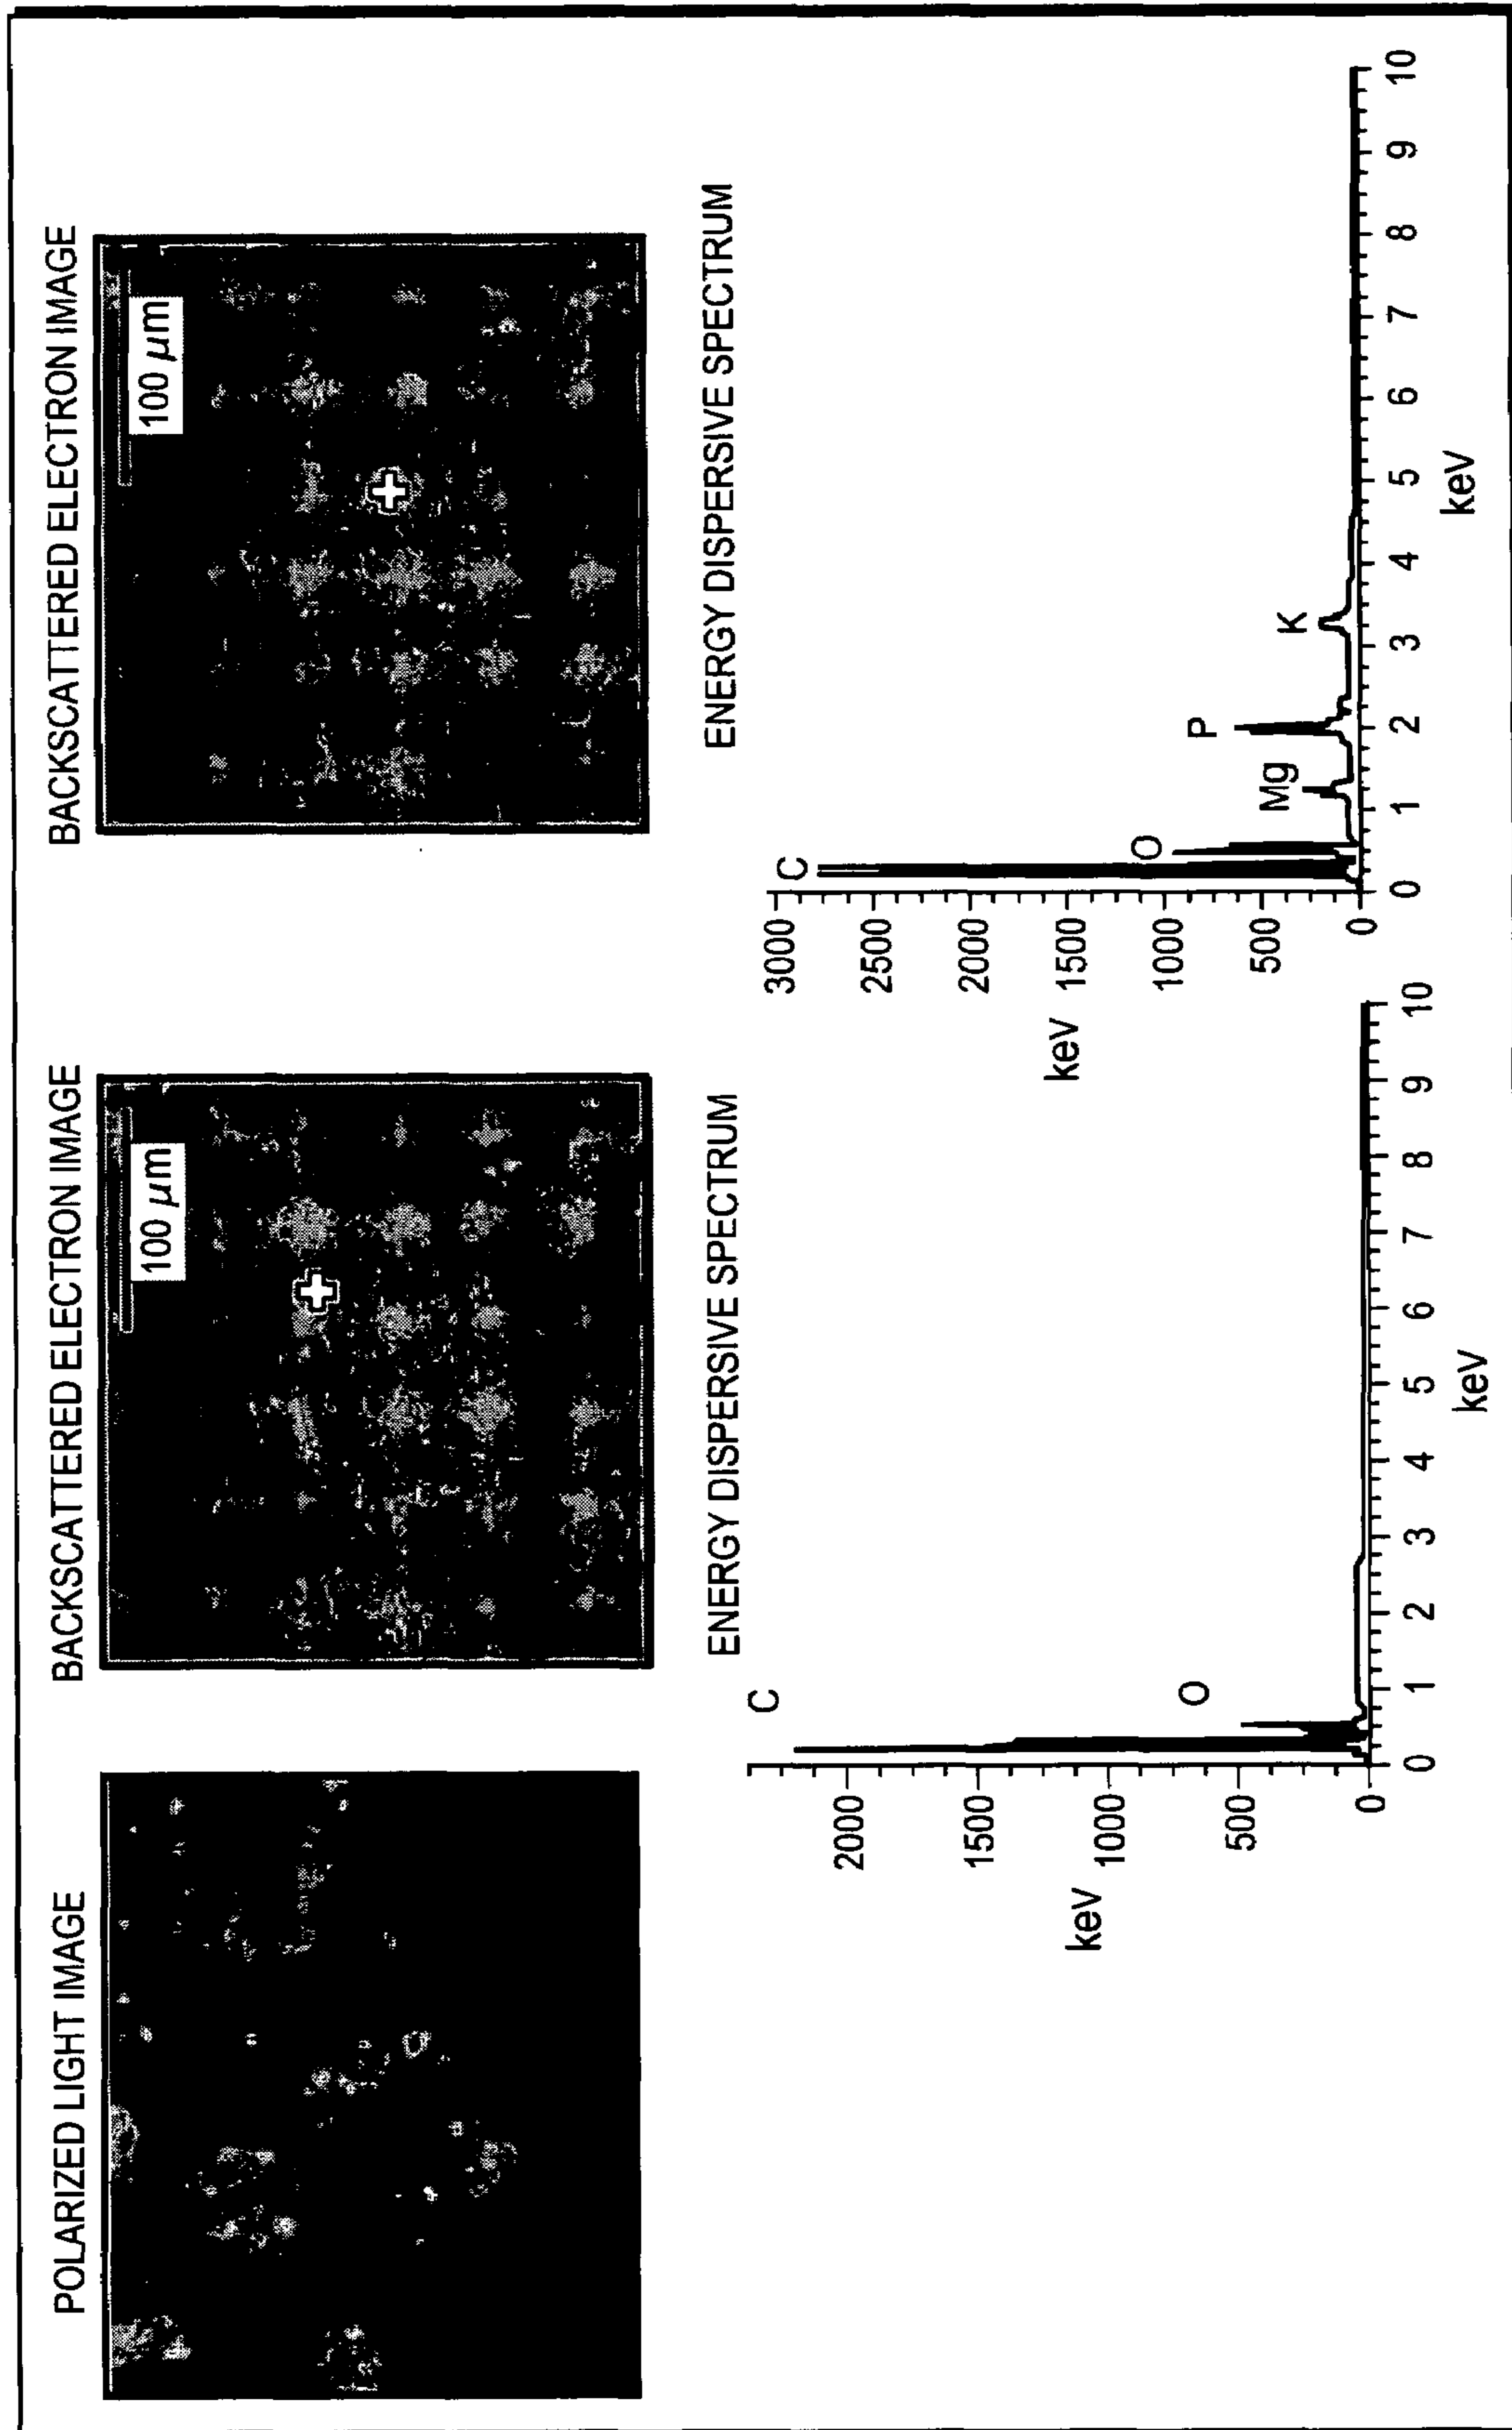 POLARIZED LIGHT IMAGE
BACKSCATTERED ELECTRON IMAGE
100 μm
BACKSCATTERED ELECTRON IMAGE
100 μm
ENERGY DISPERSIVE SPECTRUM
C
O
2000
1500
1000
500
0
keV
0 1 2 3 4 5 6 7 8 9 10
keV
ENERGY DISPERSIVE SPECTRUM
C
O
Mg
P
K
3000
2500
2000
1500
1000
500
0
keV
0 1 2 3 4 5 6 7 8 9 10
keV